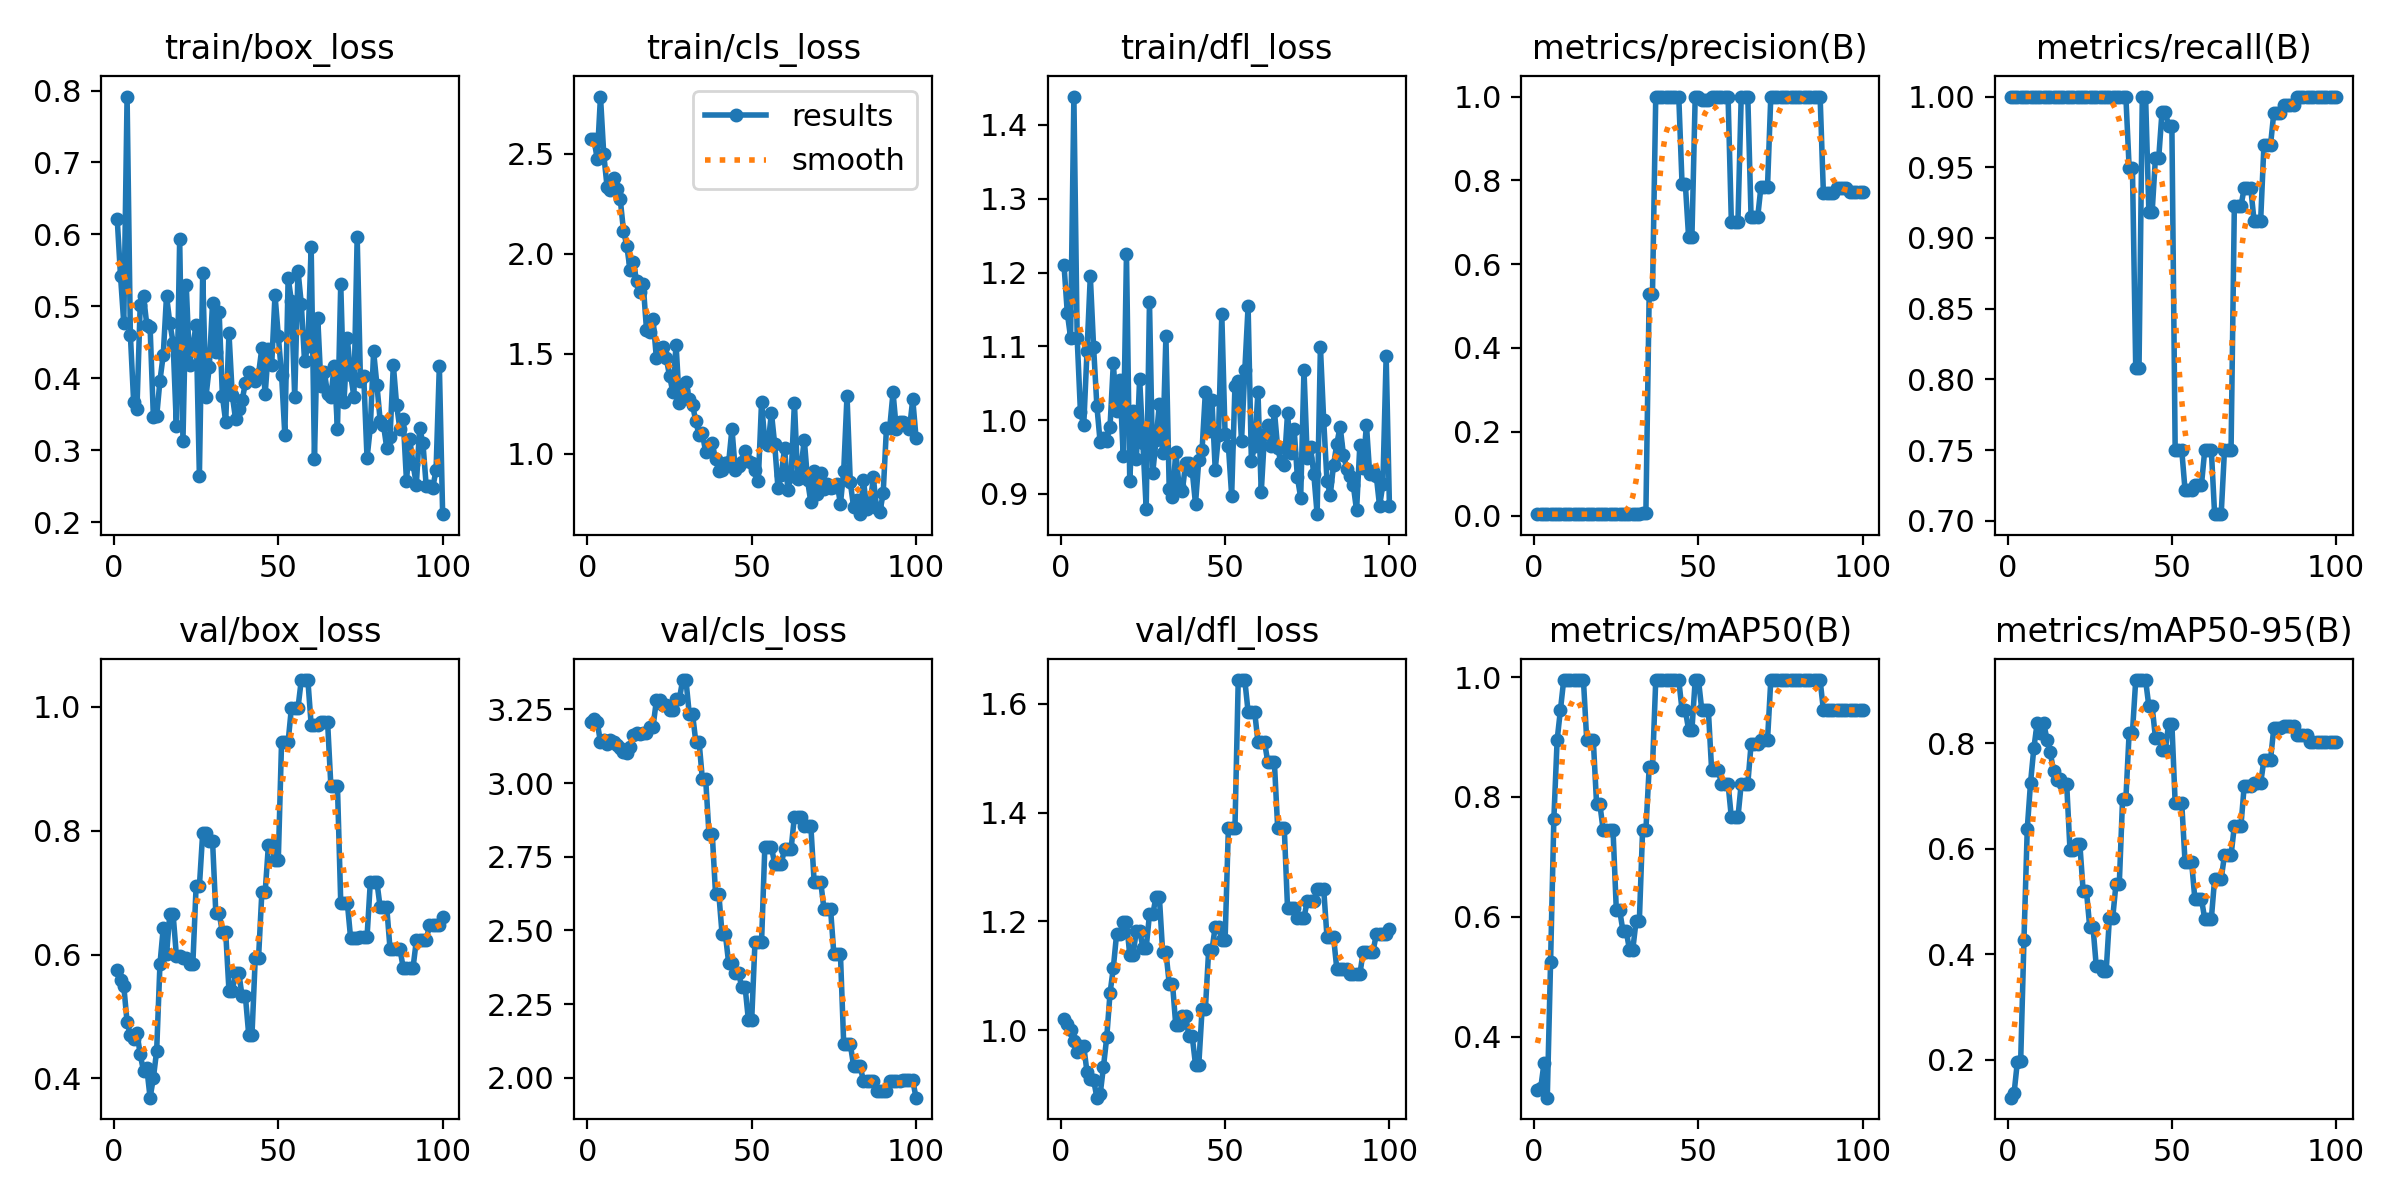 train/box_loss
0.8
0.7
0.6
0.5
0.4
0.3
0.2
0 50 100
train/cls_loss
results
smooth
2.5
2.0
1.5
1.0
0 50 100
train/dfl_loss
1.4
1.3
1.2
1.1
1.0
0.9
0 50 100
metrics/precision(B)
1.0
0.8
0.6
0.4
0.2
0.0
0 50 100
metrics/recall(B)
1.00
0.95
0.90
0.85
0.80
0.75
0.70
0 50 100
val/box_loss
1.0
0.8
0.6
0.4
0 50 100
val/cls_loss
3.25
3.00
2.75
2.50
2.25
2.00
0 50 100
val/dfl_loss
1.6
1.4
1.2
1.0
0 50 100
metrics/mAP50(B)
1.0
0.8
0.6
0.4
0 50 100
metrics/mAP50-95(B)
0.8
0.6
0.4
0.2
0 50 100